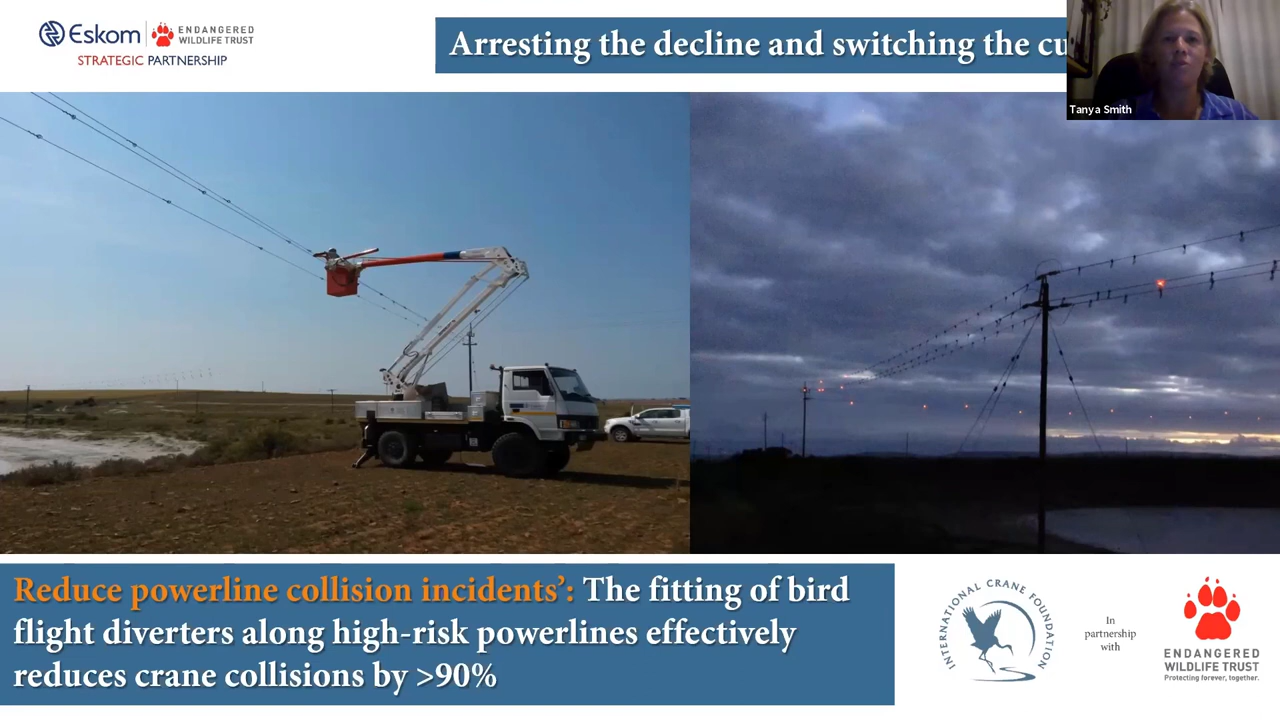 Eskom
ENDANGERED
WILDLIFE TRUST
STRATEGIC PARTNERSHIP
Arresting the decline and switching the cu
Tanya Smith
Reduce powerline collision incidents’: The fitting of bird
flight diverters along high-risk powerlines effectively
reduces crane collisions by >90%
INTERNATIONAL CRANE FOUNDATION
In
partnership
with
ENDANGERED
WILDLIFE TRUST
Protecting forever, together.